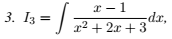 3. I₃ = ∫ (x − 1)/(x² + 2x + 3) dx,